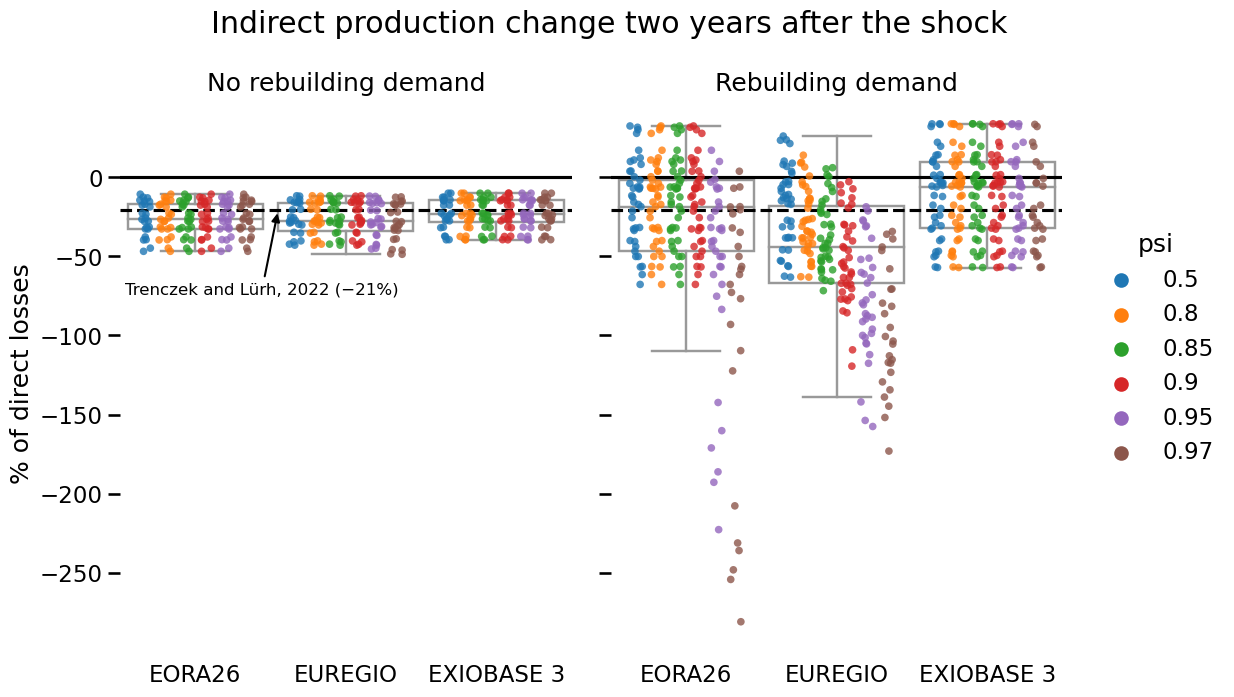 Indirect production change two years after the shock
No rebuilding demand
Rebuilding demand
% of direct losses
0
−50
−100
−150
−200
−250
Trenczek and Lürh, 2022 (−21%)
EORA26 EUREGIO EXIOBASE 3
EORA26 EUREGIO EXIOBASE 3
psi
0.5
0.8
0.85
0.9
0.95
0.97